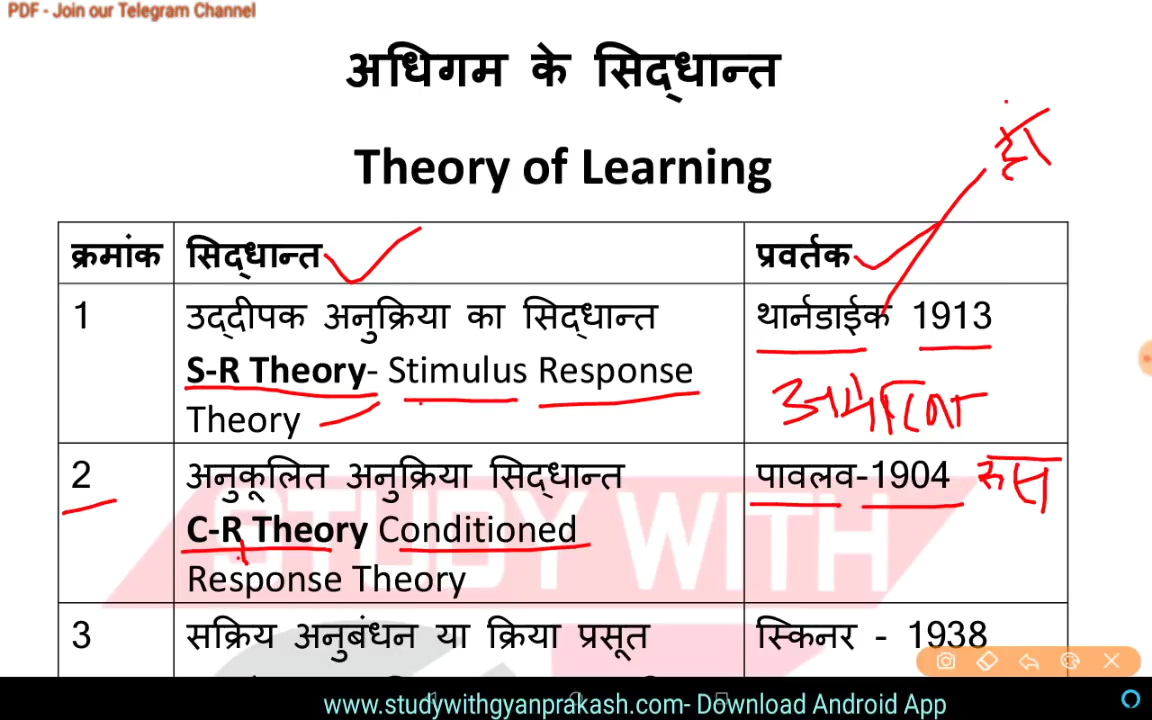 PDF - Join our Telegram Channel
अधिगम के सिद्धान्त
Theory of Learning
क्रमांक सिद्धान्त प्रवर्तक
1 उद्दीपक अनुक्रिया का सिद्धान्त थार्नडाईक 1913
S-R Theory- Stimulus Response
Theory
2 अनुकूलित अनुक्रिया सिद्धान्त पावलव-1904 रूस
C-R Theory Conditioned
Response Theory
3 सक्रिय अनुबंधन या क्रिया प्रसूत स्किनर - 1938
STUDY WITH
www.studywithgyanprakash.com- Download Android App